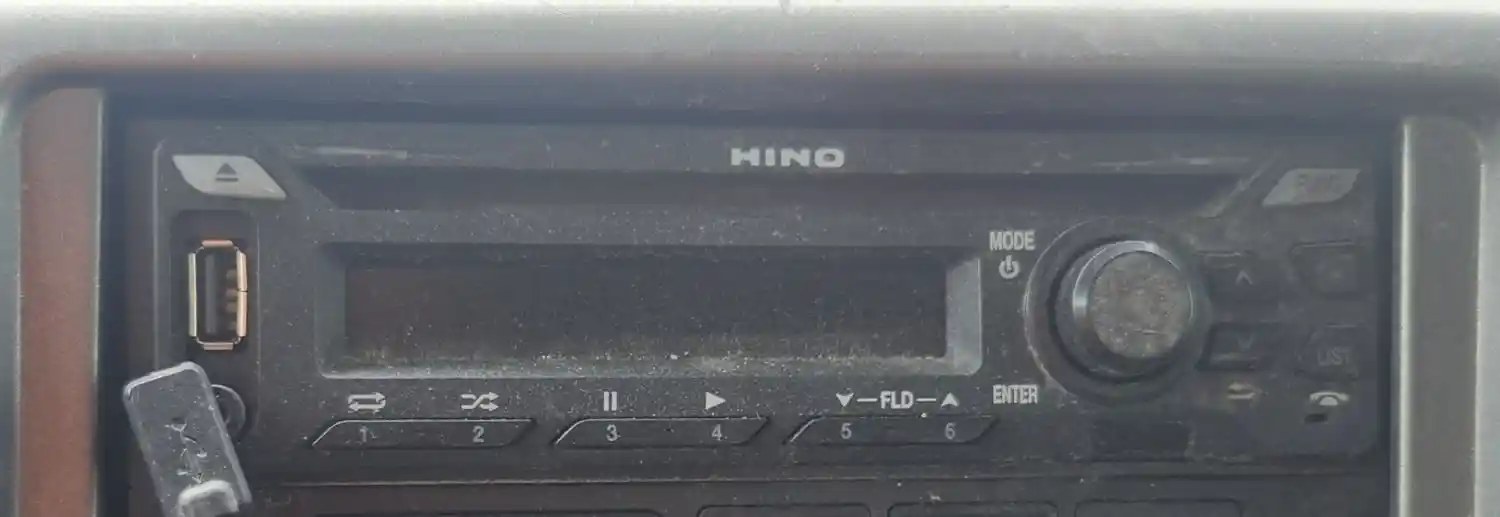 HINO
MODE
FLD
ENTER
1 2 3 4 5 6
LIST